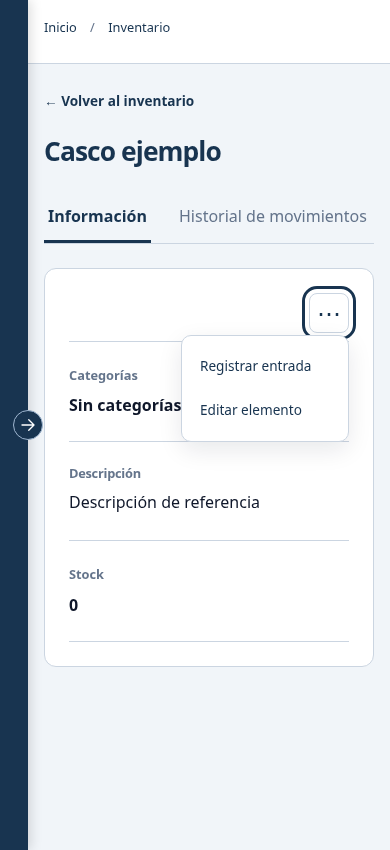 Inicio / Inventario
← Volver al inventario
Casco ejemplo
Información Historial de movimientos
···
Registrar entrada
Categorías
Sin categorías
Editar elemento
Descripción
Descripción de referencia
Stock
0